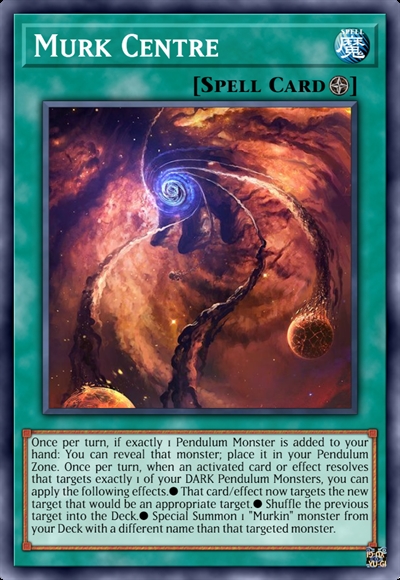 Murk Centre
SPELL
魔
[Spell Card]
Once per turn, if exactly 1 Pendulum Monster is added to your
hand: You can reveal that monster; place it in your Pendulum
Zone. Once per turn, when an activated card or effect resolves
that targets exactly 1 of your DARK Pendulum Monsters, you can
apply the following effects.● That card/effect now targets the
new target that would be an appropriate target.● Shuffle the previous
target into the Deck.● Special Summon 1 "Murkin" monster from
your Deck with a different name than that targeted monster.